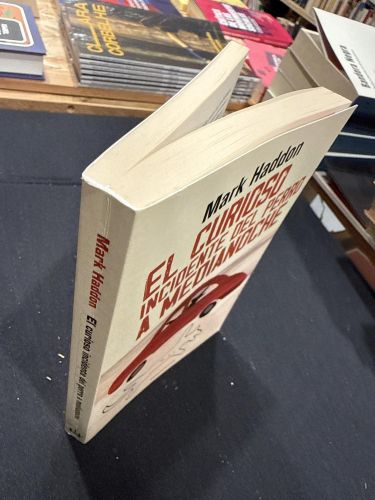 Mark Haddon
EL CURIOSO
INCIDENTE DEL PERRO
A MEDIANOCHE
Mark Haddon El curioso incidente del perro a medianoche